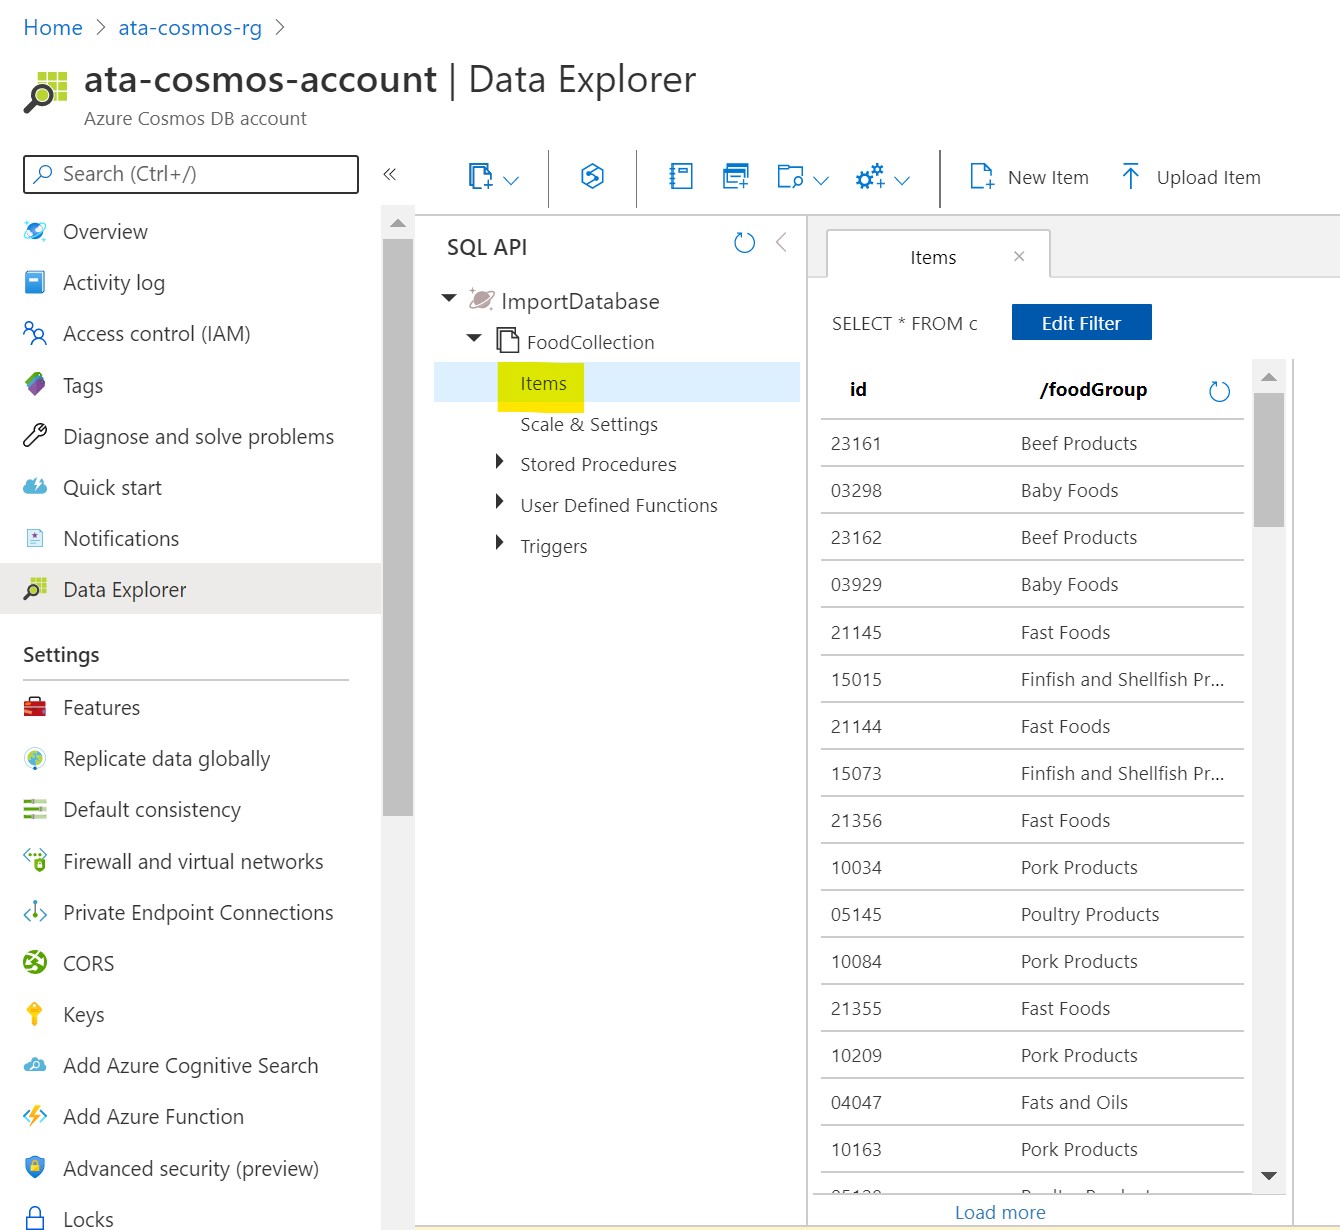 Home > ata-cosmos-rg >
ata-cosmos-account | Data Explorer
Azure Cosmos DB account
Search (Ctrl+/)
«
Overview
Activity log
Access control (IAM)
Tags
Diagnose and solve problems
Quick start
Notifications
Data Explorer
Settings
Features
Replicate data globally
Default consistency
Firewall and virtual networks
Private Endpoint Connections
CORS
Keys
Add Azure Cognitive Search
Add Azure Function
Advanced security (preview)
Locks
New Item
Upload Item
SQL API
ImportDatabase
FoodCollection
Items
Scale & Settings
Stored Procedures
User Defined Functions
Triggers
Items
SELECT * FROM c
Edit Filter
id /foodGroup
23161 Beef Products
03298 Baby Foods
23162 Beef Products
03929 Baby Foods
21145 Fast Foods
15015 Finfish and Shellfish Pr...
21144 Fast Foods
15073 Finfish and Shellfish Pr...
21356 Fast Foods
10034 Pork Products
05145 Poultry Products
10084 Pork Products
21355 Fast Foods
10209 Pork Products
04047 Fats and Oils
10163 Pork Products
Load more